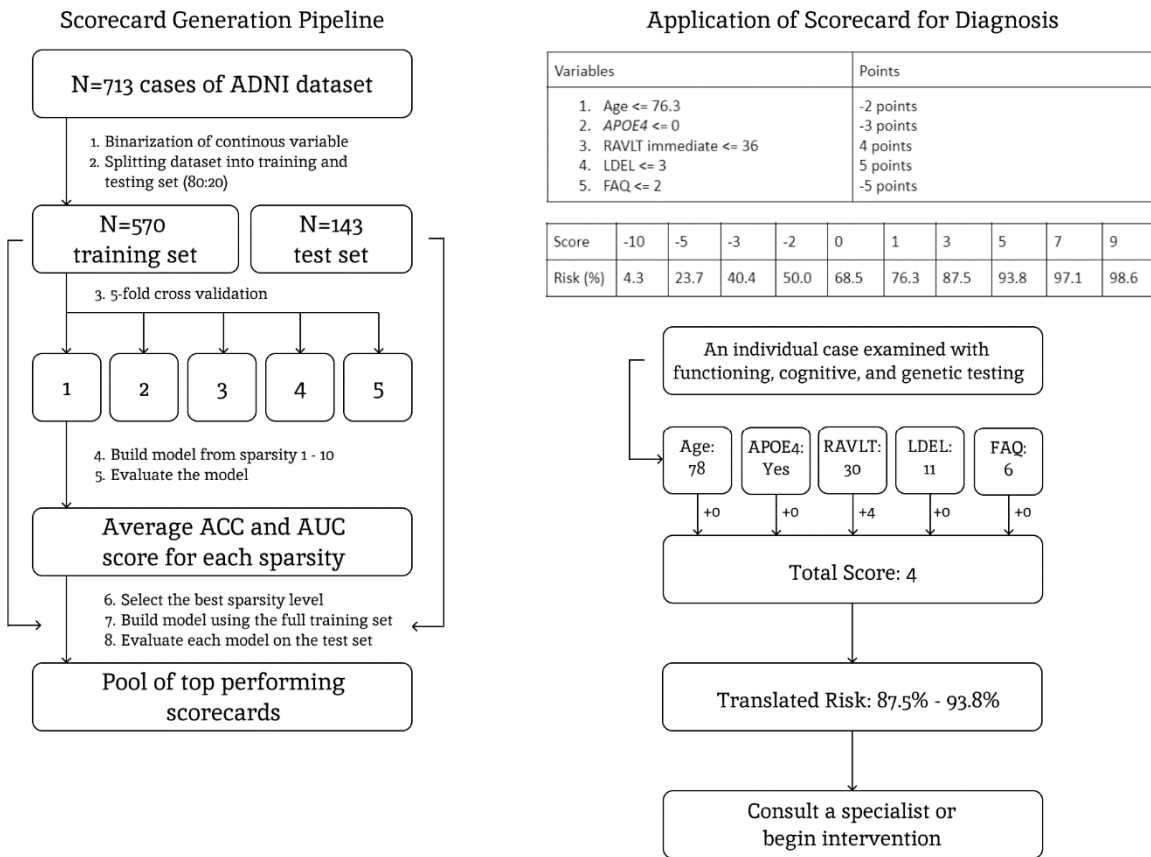 Scorecard Generation Pipeline
N=713 cases of ADNI dataset
1. Binarization of continous variable
2. Splitting dataset into training and
testing set (80:20)
N=570
training set
N=143
test set
3. 5-fold cross validation
1
2
3
4
5
4. Build model from sparsity 1 - 10
5. Evaluate the model
Average ACC and AUC
score for each sparsity
6. Select the best sparsity level
7. Build model using the full training set
8. Evaluate each model on the test set
Pool of top performing
scorecards
Application of Scorecard for Diagnosis
Variables Points
1. Age <= 76.3 -2 points
2. APOE4 <= 0 -3 points
3. RAVLT immediate <= 36 4 points
4. LDEL <= 3 5 points
5. FAQ <= 2 -5 points
Score -10 -5 -3 -2 0 1 3 5 7 9
Risk (%) 4.3 23.7 40.4 50.0 68.5 76.3 87.5 93.8 97.1 98.6
An individual case examined with
functioning, cognitive, and genetic testing
Age:
78
APOE4:
Yes
RAVLT:
30
LDEL:
11
FAQ:
6
+0 +0 +4 +0 +0
Total Score: 4
Translated Risk: 87.5% - 93.8%
Consult a specialist or
begin intervention